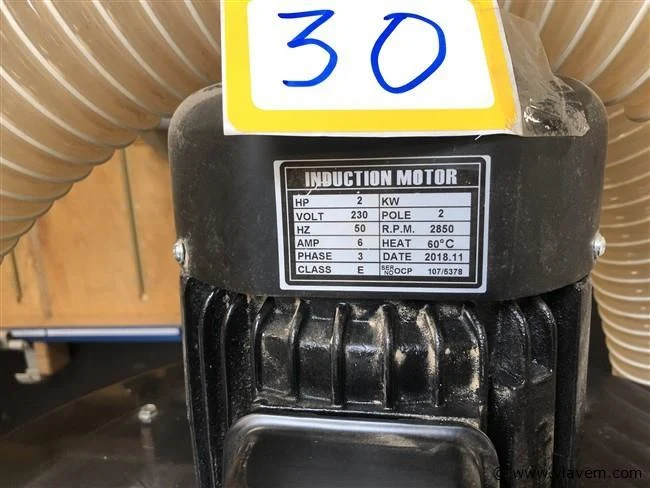 30
INDUCTION MOTOR
HP 2 KW
VOLT 230 POLE 2
HZ 50 R.P.M. 2850
AMP 6 HEAT 60°C
PHASE 3 DATE 2018.11
CLASS E SER NO OCP 107/5378
© www.vlavem.com